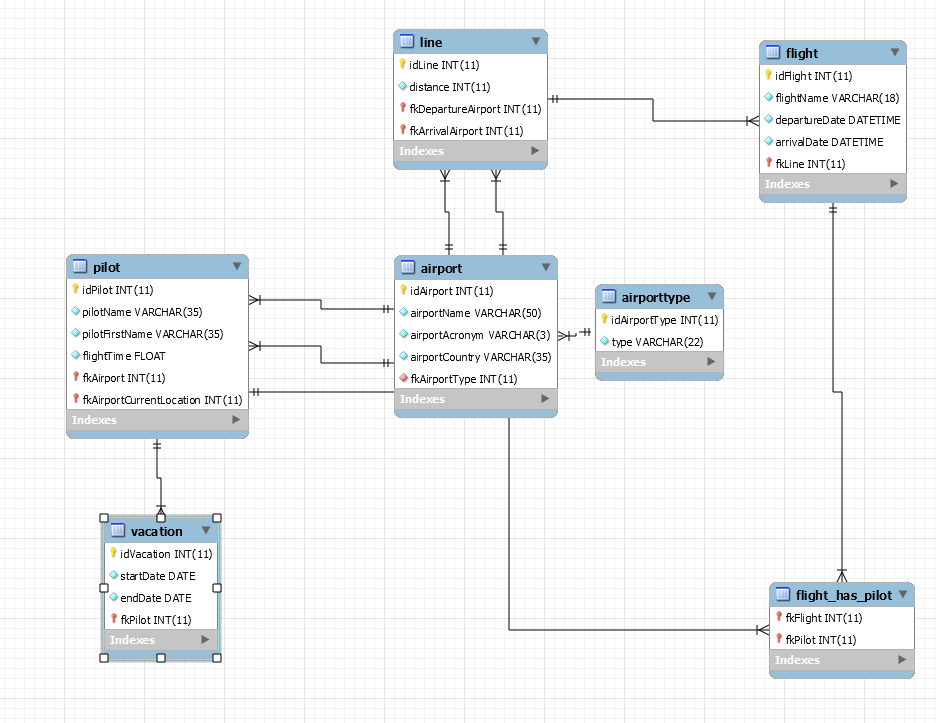 line
idLine INT(11)
distance INT(11)
fkDepartureAirport INT(11)
fkArrivalAirport INT(11)
Indexes
flight
idFlight INT(11)
flightName VARCHAR(18)
departureDate DATETIME
arrivalDate DATETIME
fkLine INT(11)
Indexes
pilot
idPilot INT(11)
pilotName VARCHAR(35)
pilotFirstName VARCHAR(35)
flightTime FLOAT
fkAirport INT(11)
fkAirportCurrentLocation INT(11)
Indexes
airport
idAirport INT(11)
airportName VARCHAR(50)
airportAcronym VARCHAR(3)
airportCountry VARCHAR(35)
fkAirportType INT(11)
Indexes
airporttype
idAirportType INT(11)
type VARCHAR(22)
Indexes
vacation
idVacation INT(11)
startDate DATE
endDate DATE
fkPilot INT(11)
Indexes
flight_has_pilot
fkFlight INT(11)
fkPilot INT(11)
Indexes